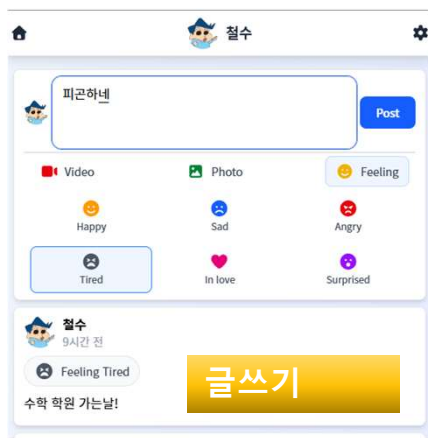 철수
피곤하네
Post
Video Photo Feeling
Happy Sad Angry
Tired In love Surprised
철수
9시간 전
Feeling Tired
글쓰기
수학 학원 가는날!